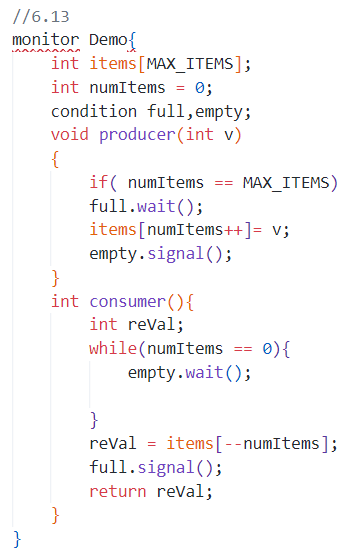 //6.13
monitor Demo{
    int items[MAX_ITEMS];
    int numItems = 0;
    condition full,empty;
    void producer(int v)
    {
        if( numItems == MAX_ITEMS)
        full.wait();
        items[numItems++]= v;
        empty.signal();
    }
    int consumer(){
        int reVal;
        while(numItems == 0){
            empty.wait();

        }
        reVal = items[--numItems];
        full.signal();
        return reVal;
    }
}